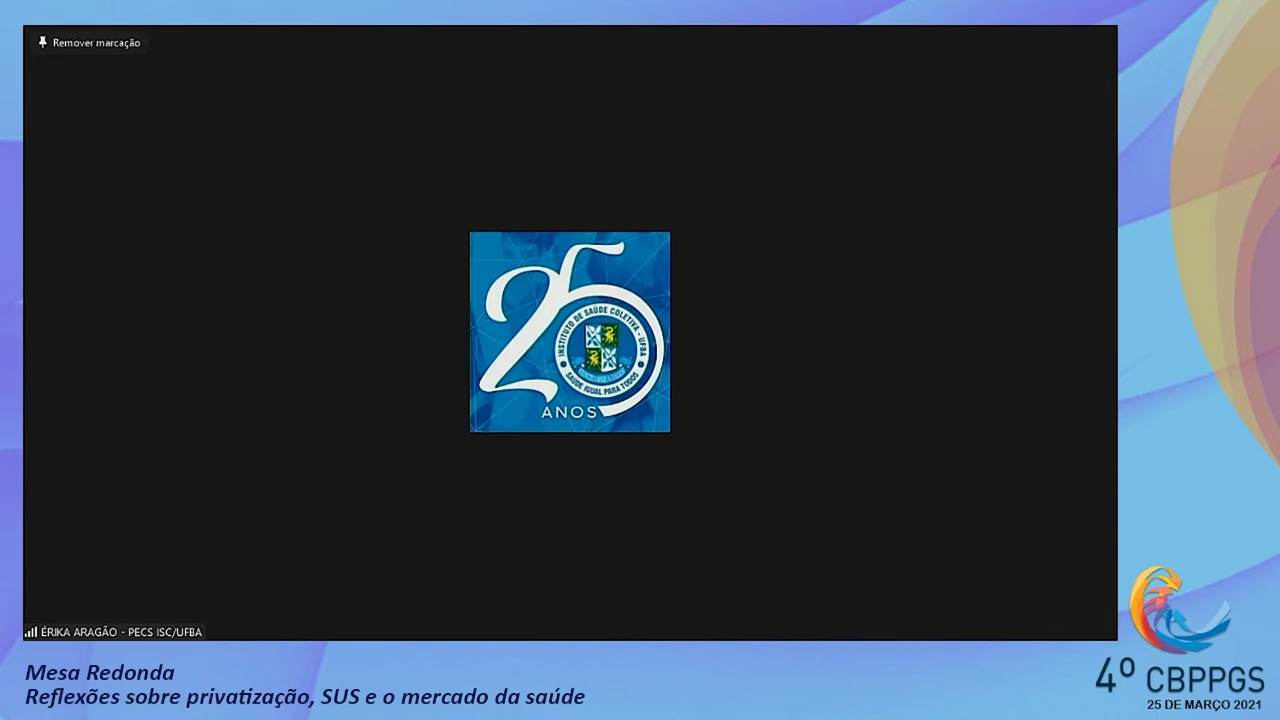 Remover marcação
25
INSTITUTO DE SAÚDE COLETIVA - UFBA
SAÚDE IGUAL PARA TODOS
ANOS
ÉRIKA ARAGÃO - PECS ISC/UFBA
Mesa Redonda
Reflexões sobre privatização, SUS e o mercado da saúde
4º CBPPGS
25 DE MARÇO 2021